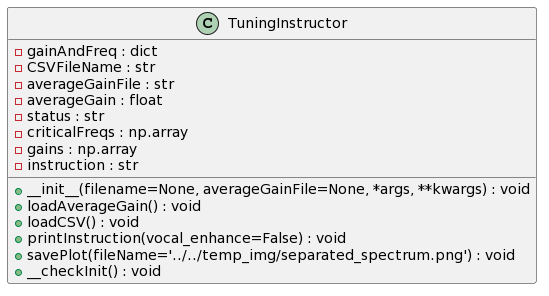 C TuningInstructor
gainAndFreq : dict
CSVFileName : str
averageGainFile : str
averageGain : float
status : str
criticalFreqs : np.array
gains : np.array
instruction : str
__init__(filename=None, averageGainFile=None, *args, **kwargs) : void
loadAverageGain() : void
loadCSV() : void
printInstruction(vocal_enhance=False) : void
savePlot(fileName='../../temp_img/separated_spectrum.png') : void
__checkInit() : void